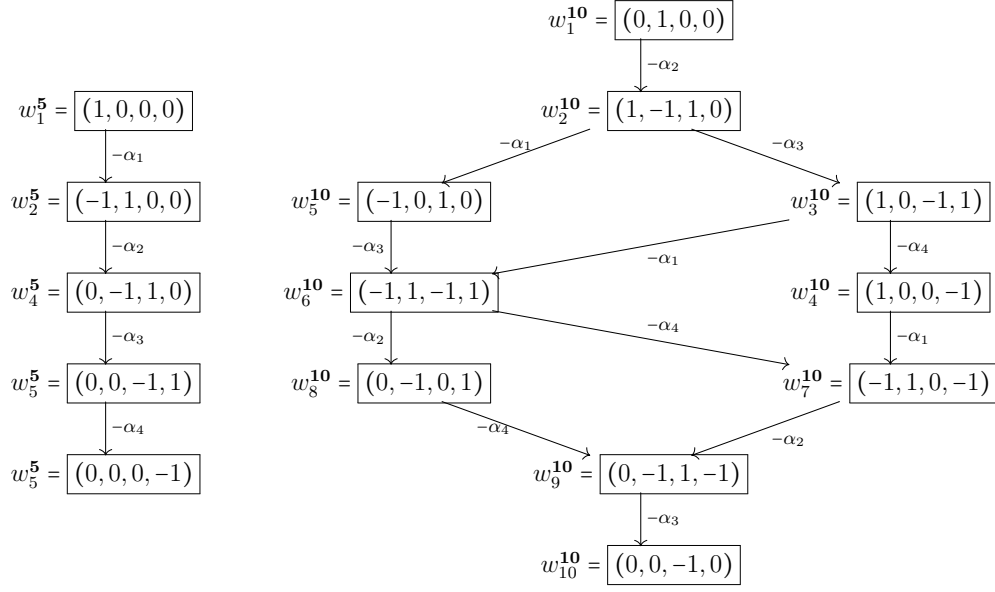 w_1^10 = (0, 1, 0, 0)
−α_2
w_1^5 = (1, 0, 0, 0)
w_2^10 = (1, −1, 1, 0)
−α_1
−α_1
−α_3
w_2^5 = (−1, 1, 0, 0)
w_5^10 = (−1, 0, 1, 0)
w_3^10 = (1, 0, −1, 1)
−α_2
−α_3
−α_1
−α_4
w_4^5 = (0, −1, 1, 0)
w_6^10 = (−1, 1, −1, 1)
w_4^10 = (1, 0, 0, −1)
−α_3
−α_2
−α_4
−α_1
w_5^5 = (0, 0, −1, 1)
w_8^10 = (0, −1, 0, 1)
w_7^10 = (−1, 1, 0, −1)
−α_4
−α_4
−α_2
w_5^5 = (0, 0, 0, −1)
w_9^10 = (0, −1, 1, −1)
−α_3
w_10^10 = (0, 0, −1, 0)